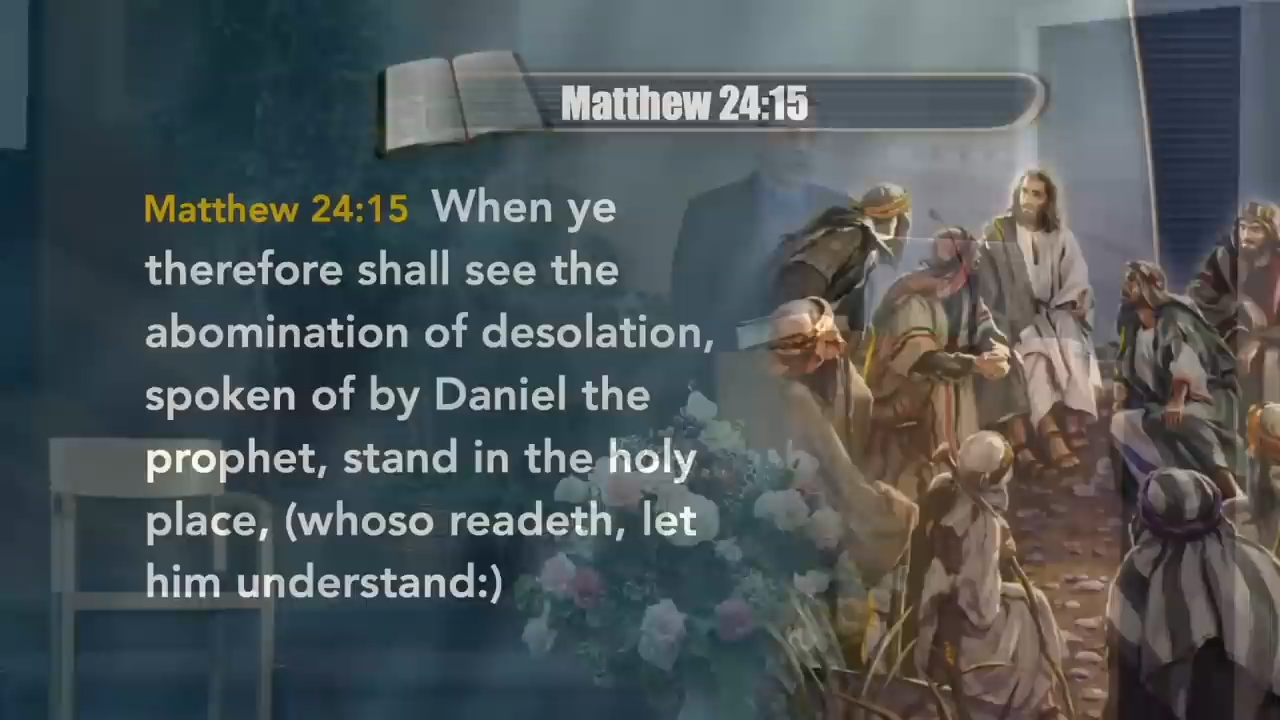 Matthew 24:15
Matthew 24:15 When ye
therefore shall see the
abomination of desolation,
spoken of by Daniel the
prophet, stand in the holy
place, (whoso readeth, let
him understand:)